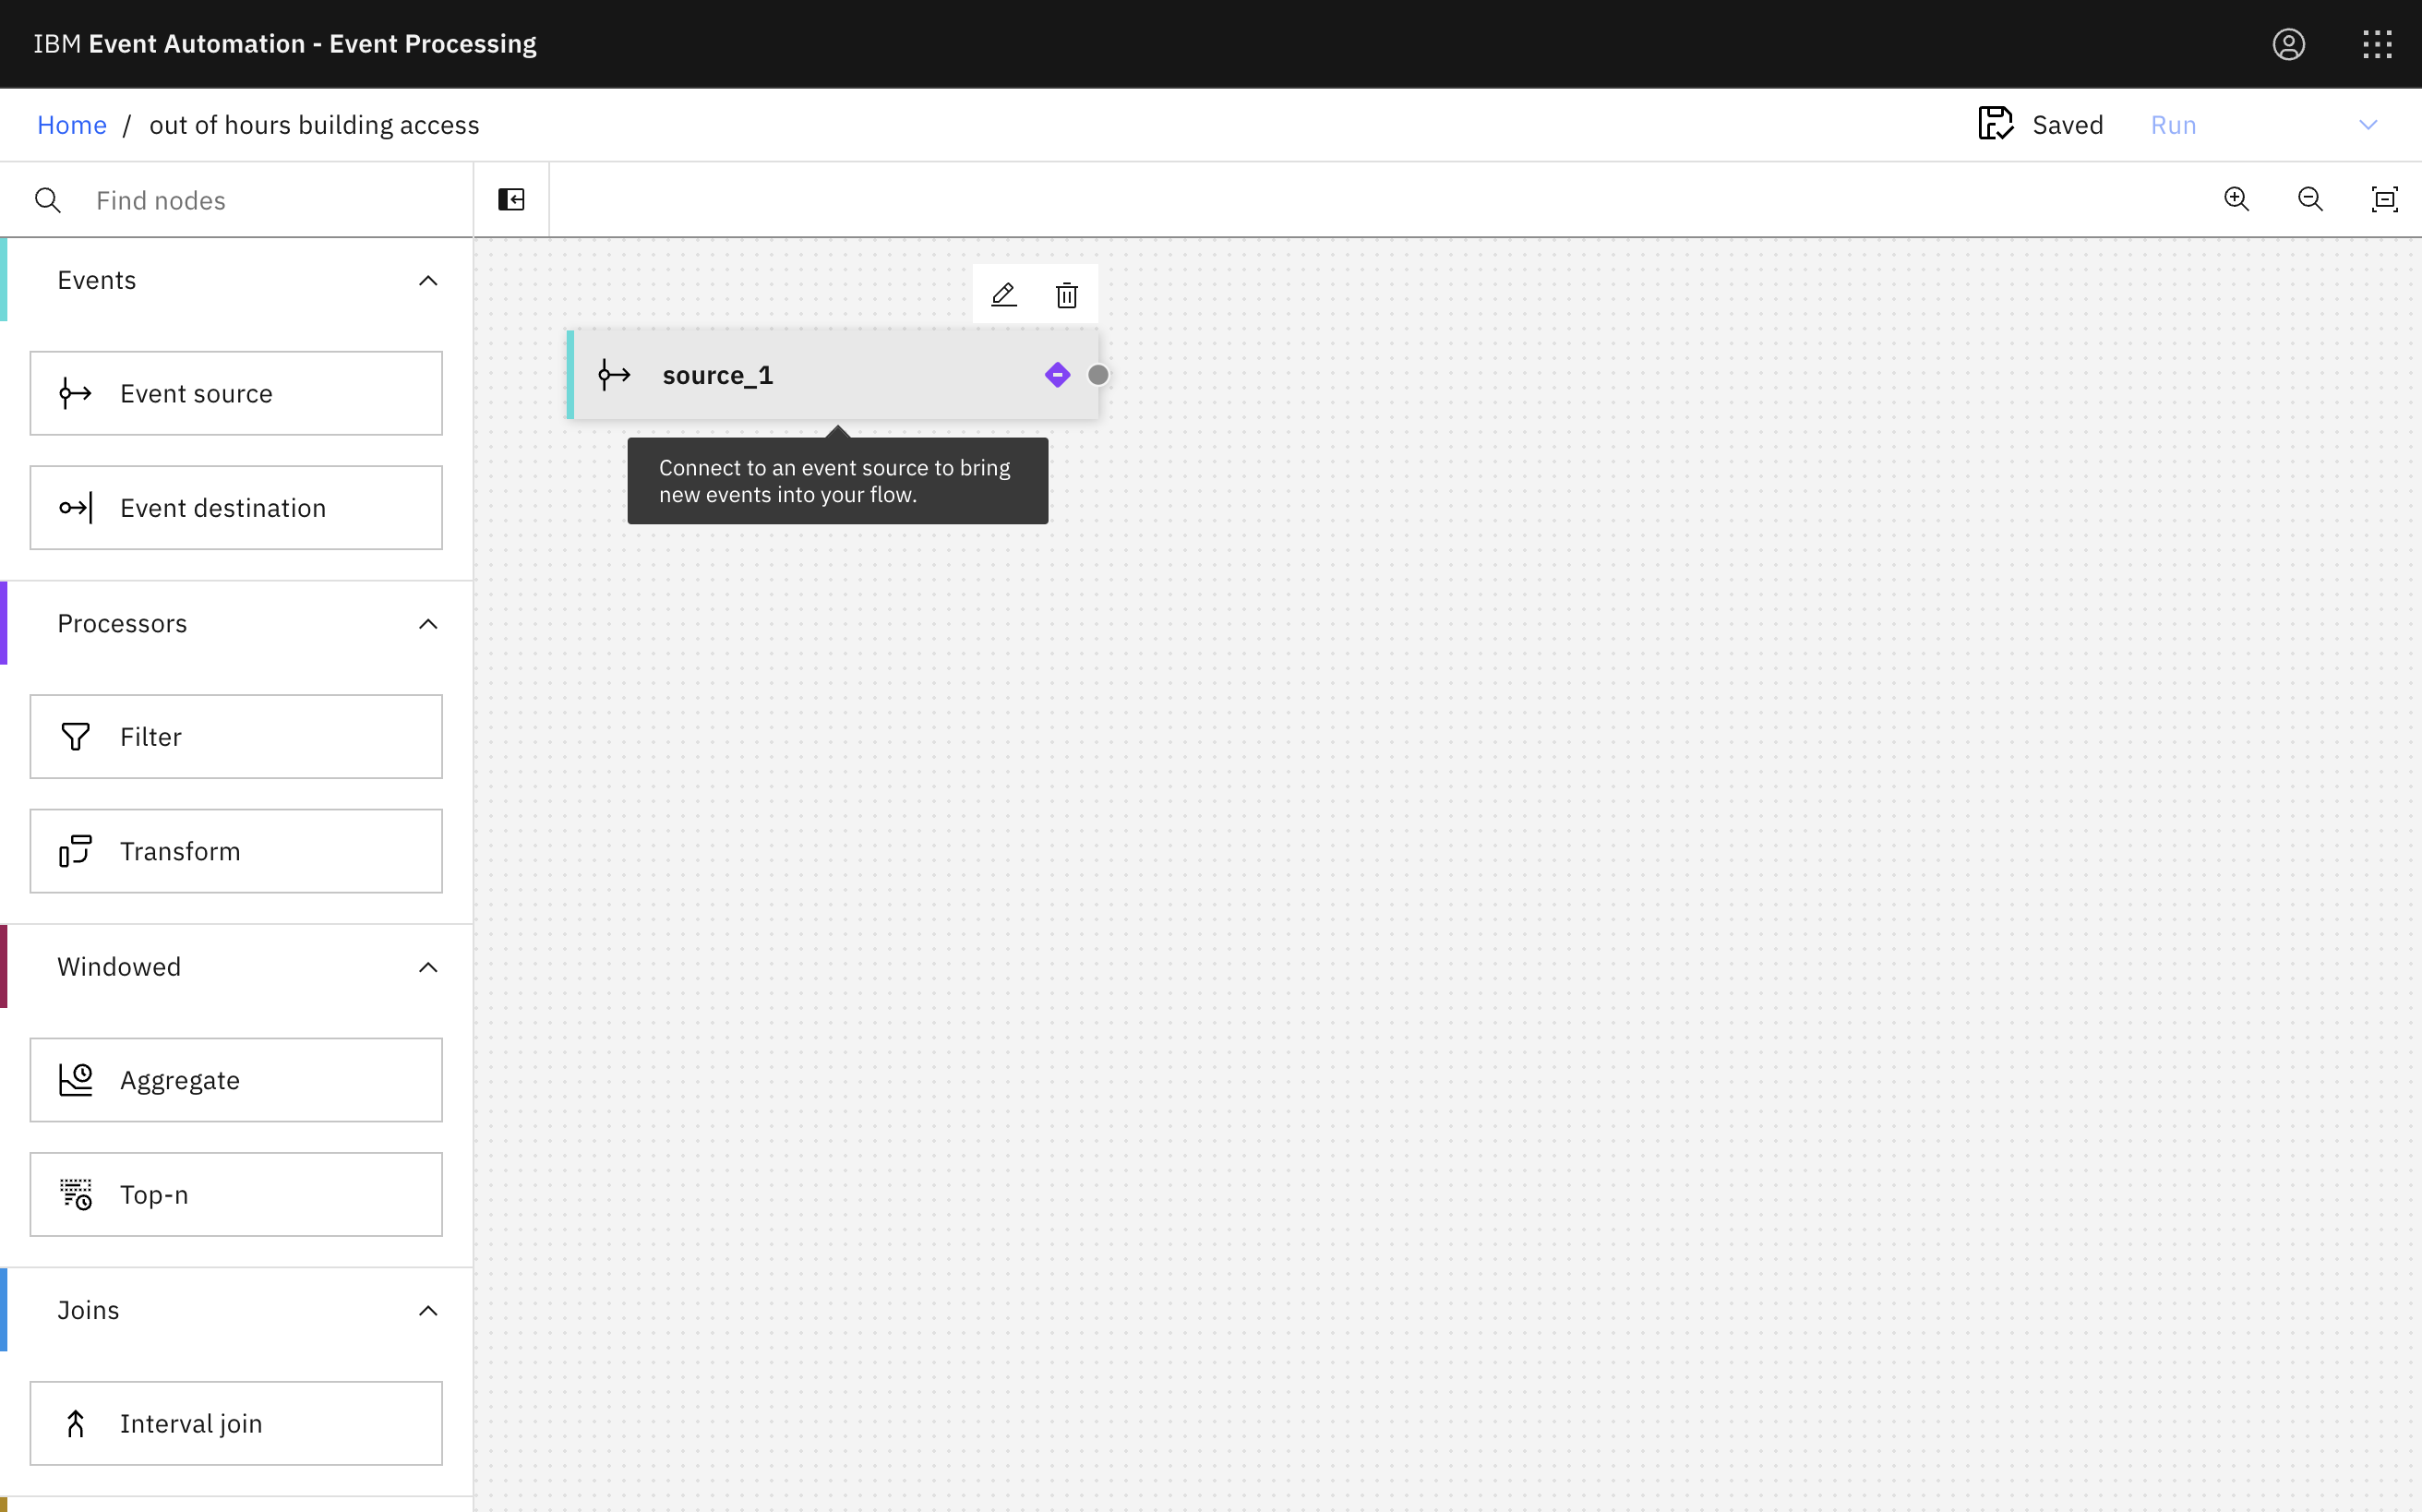 IBM Event Automation - Event Processing
Home / out of hours building access
Saved
Run
Find nodes
Events
Event source
Event destination
Processors
Filter
Transform
Windowed
Aggregate
Top-n
Joins
Interval join
source_1
Connect to an event source to bring
new events into your flow.